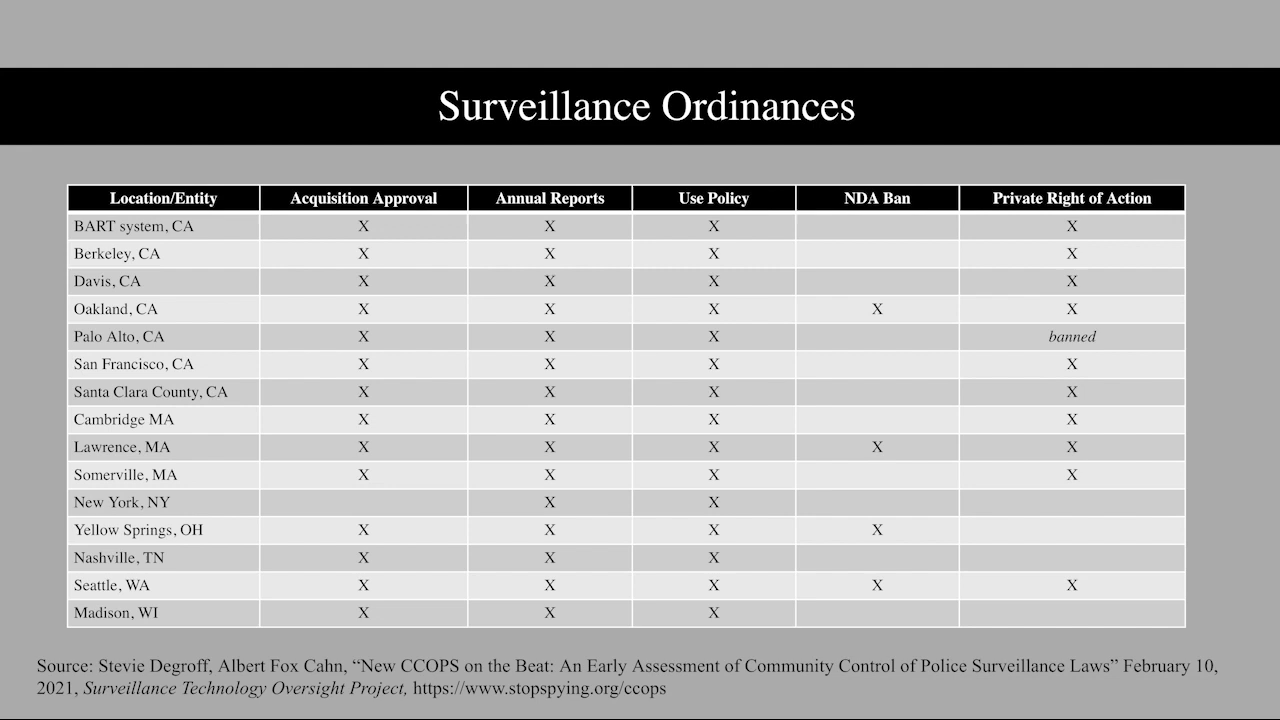 Surveillance Ordinances
Location/Entity Acquisition Approval Annual Reports Use Policy NDA Ban Private Right of Action
BART system, CA X X X X
Berkeley, CA X X X X
Davis, CA X X X X
Oakland, CA X X X X X
Palo Alto, CA X X X banned
San Francisco, CA X X X X
Santa Clara County, CA X X X X
Cambridge MA X X X X
Lawrence, MA X X X X X
Somerville, MA X X X X
New York, NY X X
Yellow Springs, OH X X X X
Nashville, TN X X X
Seattle, WA X X X X X
Madison, WI X X X
Source: Stevie Degroff, Albert Fox Cahn, “New CCOPS on the Beat: An Early Assessment of Community Control of Police Surveillance Laws” February 10,
2021, Surveillance Technology Oversight Project, https://www.stopspying.org/ccops